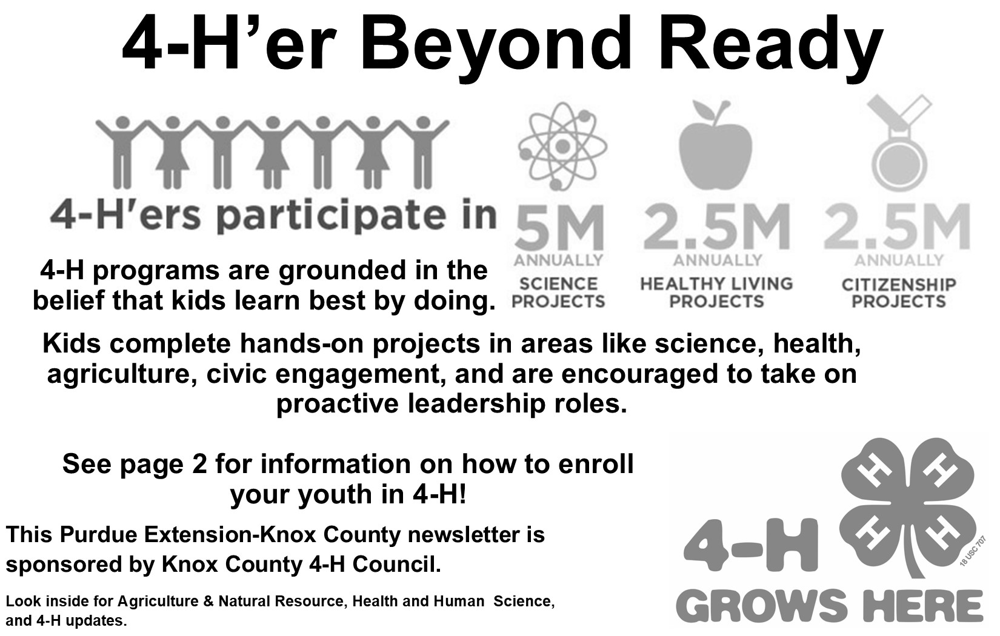 4-H’er Beyond Ready
4-H'ers participate in
5M
ANNUALLY
SCIENCE
PROJECTS
2.5M
ANNUALLY
HEALTHY LIVING
PROJECTS
2.5M
ANNUALLY
CITIZENSHIP
PROJECTS
4-H programs are grounded in the
belief that kids learn best by doing.
Kids complete hands-on projects in areas like science, health,
agriculture, civic engagement, and are encouraged to take on
proactive leadership roles.
See page 2 for information on how to enroll
your youth in 4-H!
This Purdue Extension-Knox County newsletter is
sponsored by Knox County 4-H Council.
Look inside for Agriculture & Natural Resource, Health and Human  Science,
and 4-H updates.
H H
H H
18 USC 707
4-H
GROWS HERE